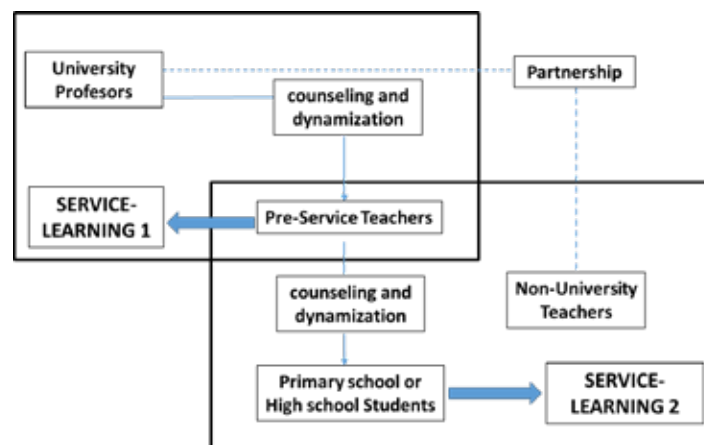 University
Profesors
Partnership
counseling and
dynamization
SERVICE-
LEARNING 1
Pre-Service Teachers
counseling and
dynamization
Non-University
Teachers
Primary school or
High school Students
SERVICE-
LEARNING 2